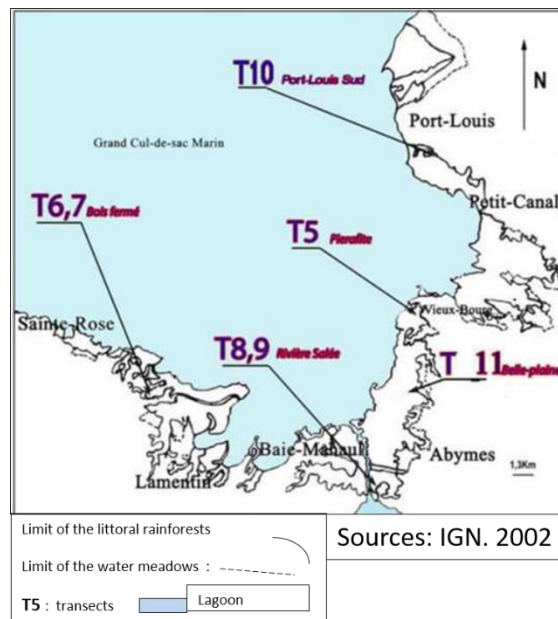 T10 Port-Louis Sud
N
Port-Louis
Grand Cul-de-sac Marin
T6,7 Bois fermé
Petit-Canal
T5 Pierafite
Vieux-Bourg
Sainte-Rose
T8,9 Rivière Salée
T 11 Belle-plaine
Baie-Mahault
Abymes
Lamentin
1,3Km
Limit of the littoral rainforests
Limit of the water meadows :
T5 : transects
Lagoon
Sources: IGN. 2002